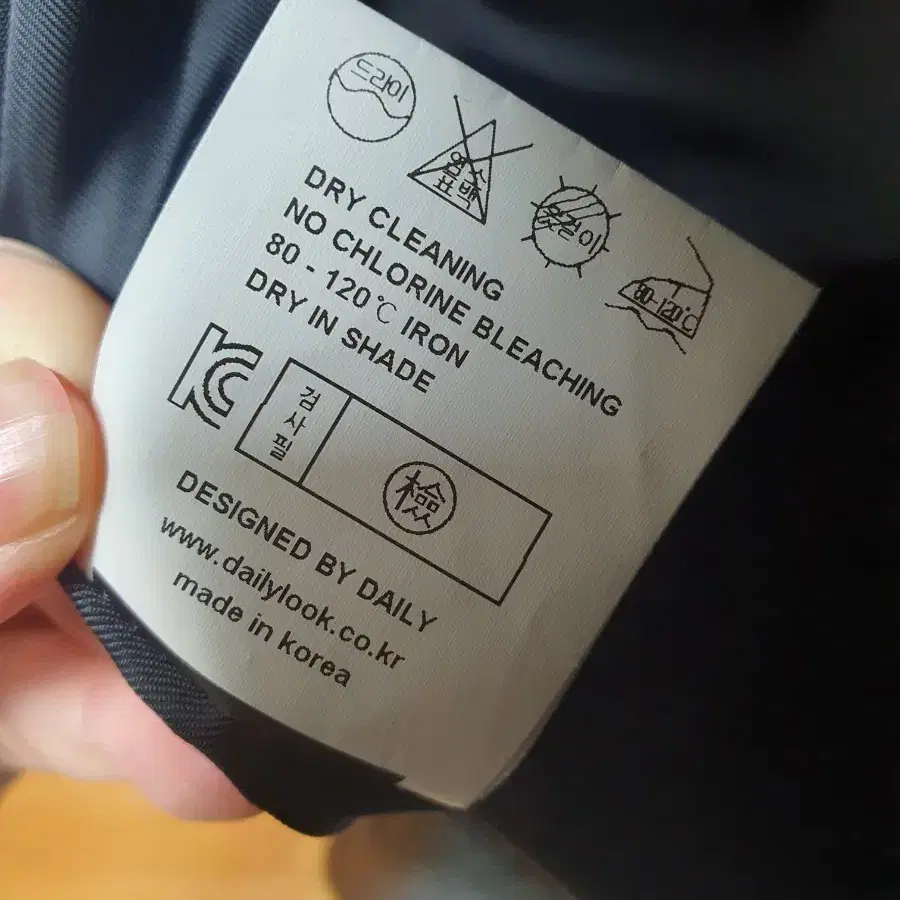 드라이
염소
표백
옷걸이
80-120℃
DRY CLEANING
NO CHLORINE BLEACHING
80 - 120℃ IRON
DRY IN SHADE
KC
검사필
檢
DESIGNED BY DAILY
www.dailylook.co.kr
made in korea